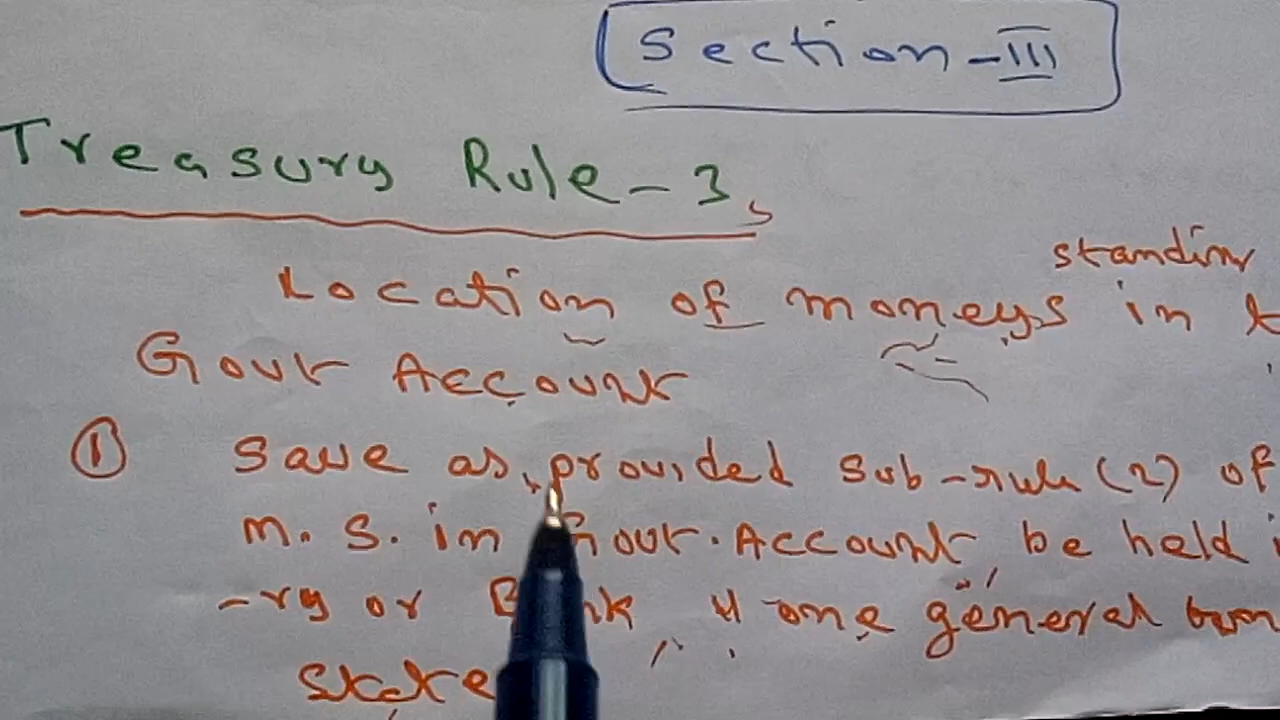 Section-III
Treasury Rule-3,
standing
Location of moneys in
Govt Account
① Save as provided sub-rule (2) of
m. s. in Govt. Account be held
-ry or Bank one general
state